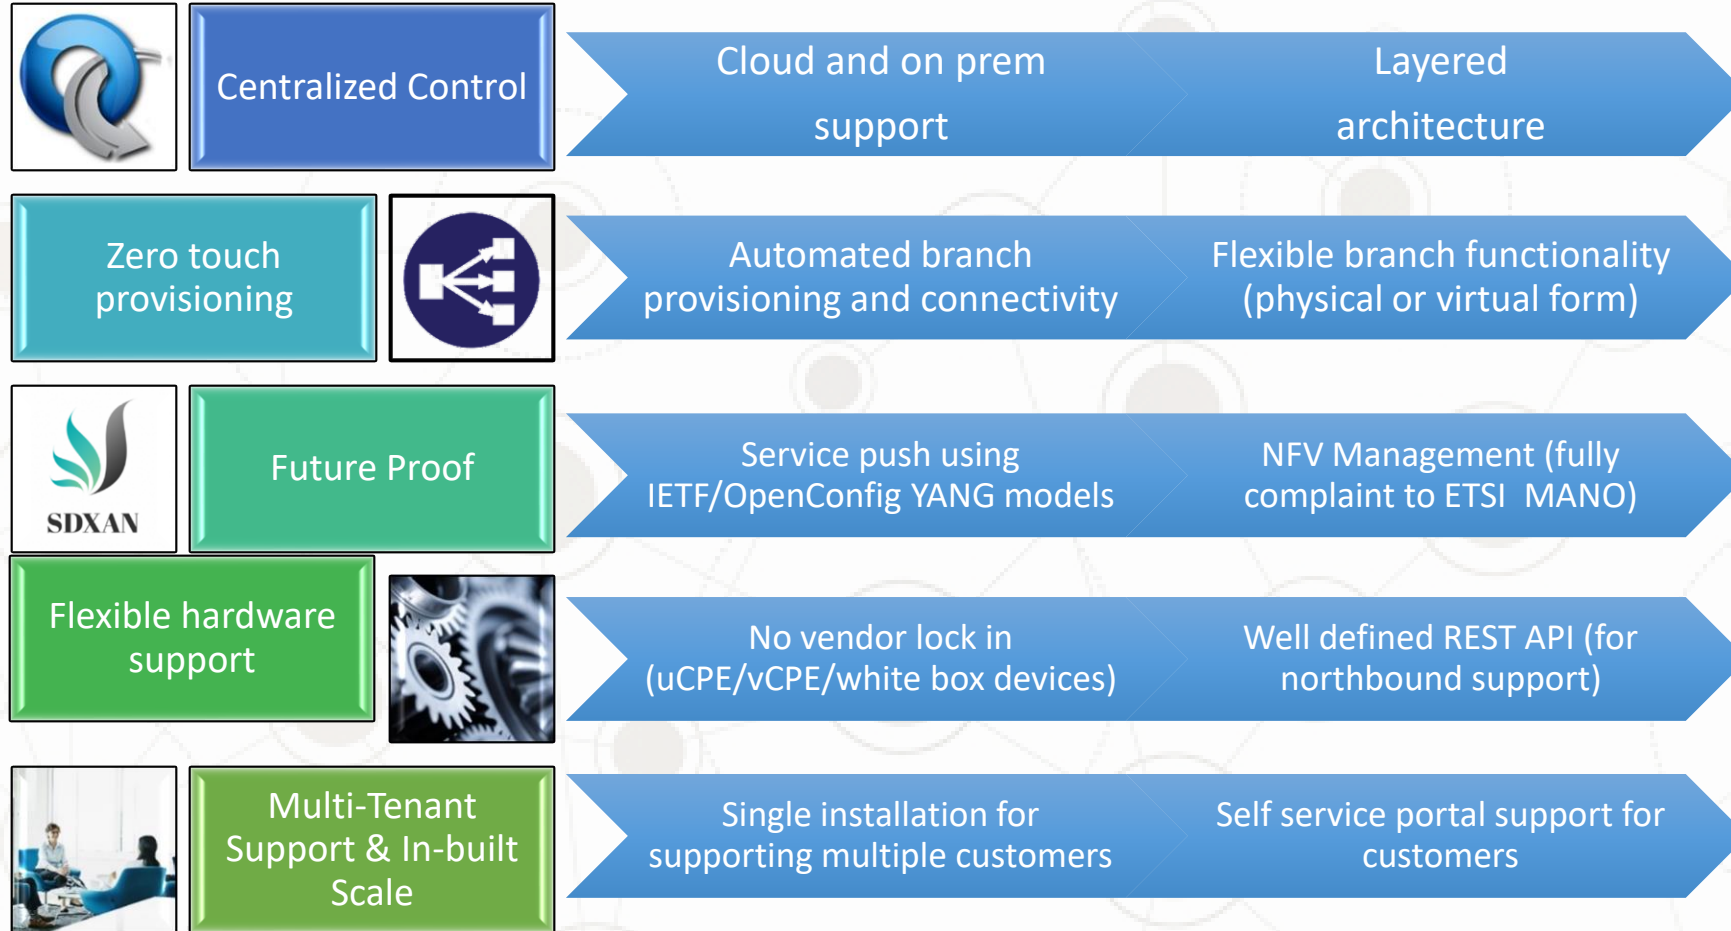 Centralized Control
Cloud and on prem
support
Layered
architecture
Zero touch
provisioning
Automated branch
provisioning and connectivity
Flexible branch functionality
(physical or virtual form)
SDXAN
Future Proof
Service push using
IETF/OpenConfig YANG models
NFV Management (fully
complaint to ETSI  MANO)
Flexible hardware
support
No vendor lock in
(uCPE/vCPE/white box devices)
Well defined REST API (for
northbound support)
Multi-Tenant
Support & In-built
Scale
Single installation for
supporting multiple customers
Self service portal support for
customers